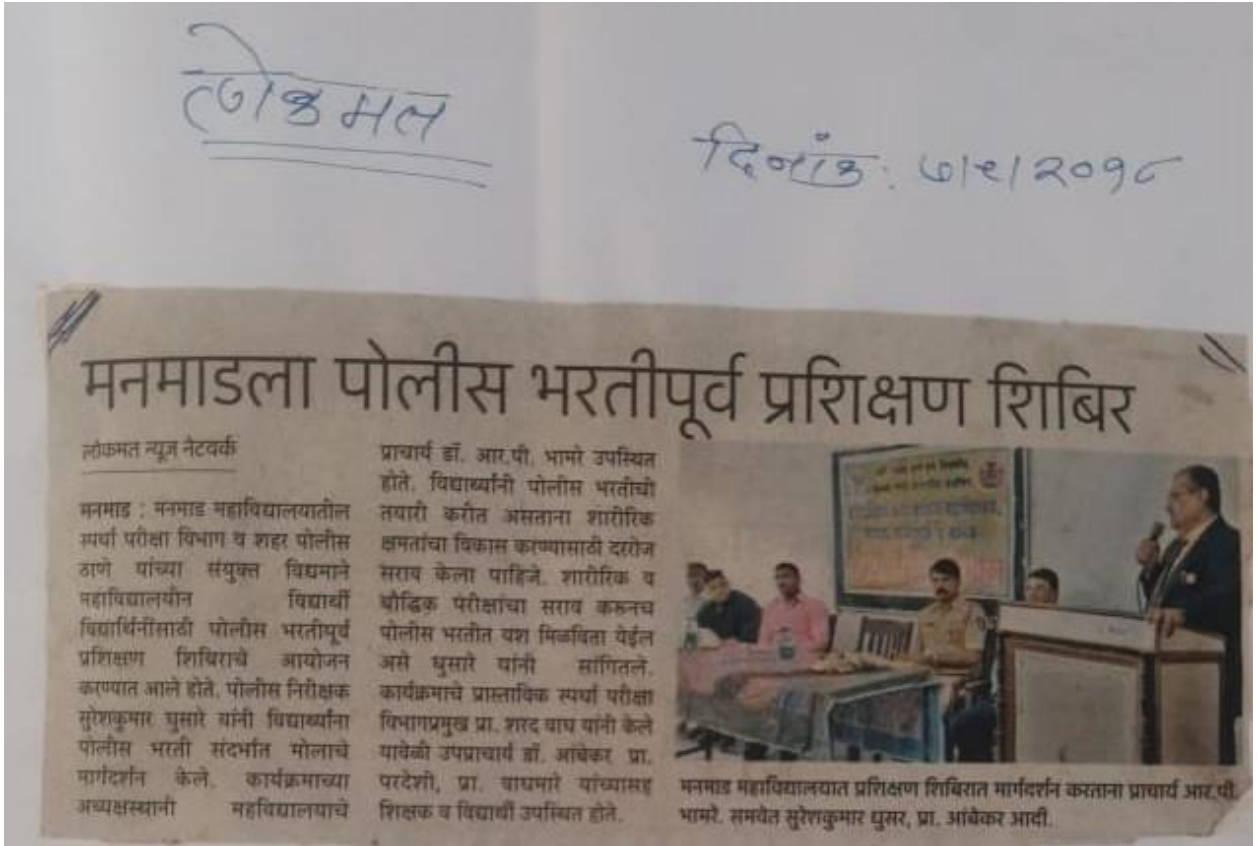 लोकमत
दिनांक: ७/९/२०१८
मनमाडला पोलीस भरतीपूर्व प्रशिक्षण शिबिर
लोकमत न्यूज नेटवर्क
मनमाड : मनमाड महाविद्यालयातील
स्पर्धा परीक्षा विभाग व शहर पोलीस
ठाणे यांच्या संयुक्त विद्यमाने
महाविद्यालयीन विद्यार्थी
विद्यार्थिनींसाठी पोलीस भरतीपूर्व
प्रशिक्षण शिबिराचे आयोजन
करण्यात आले होते. पोलीस निरीक्षक
सुरेशकुमार घुसारे यांनी विद्यार्थ्यांना
पोलीस भरती संदर्भात मोलाचे
मार्गदर्शन केले. कार्यक्रमाच्या
अध्यक्षस्थानी महविद्यालयाचे
प्राचार्य डॉ. आर.पी. भामरे उपस्थित
होते. विद्यार्थ्यांनी पोलीस भरतीची
तयारी करीत असताना शारीरिक
क्षमतांचा विकास करण्यासाठी दररोज
सराव केला पाहिजे. शारीरिक व
बौद्धिक परीक्षांचा सराव करूनच
पोलीस भरतीत यश मिळविता येईल
असे घुसारे यांनी सांगितले.
कार्यक्रमाचे प्रास्ताविक स्पर्धा परीक्षा
विभागप्रमुख प्रा. शरद वाघ यांनी केले
यावेळी उपप्राचार्य डॉ. आंबेकर प्रा.
परदेशी, प्रा. वाघमारे यांच्यासह
शिक्षक व विद्यार्थी उपस्थित होते.
मनमाड महाविद्यालयात प्रशिक्षण शिबिरात मार्गदर्शन करताना प्राचार्य आर.पी.
भामरे. समवेत सुरेशकुमार घुसर, प्रा. आंबेकर आदी.